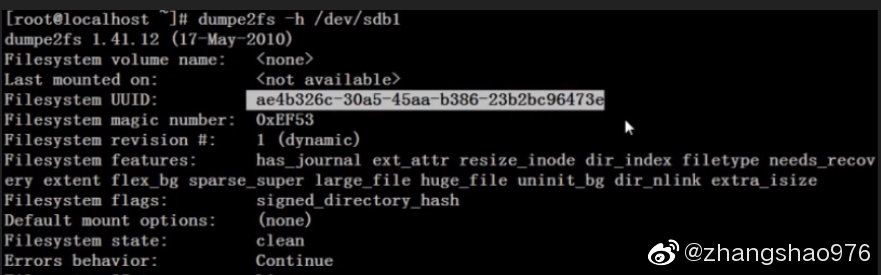 [root@localhost ~]# dumpe2fs -h /dev/sdb1
dumpe2fs 1.41.12 (17-May-2010)
Filesystem volume name:   <none>
Last mounted on:          <not available>
Filesystem UUID:          ae4b326c-30a5-45aa-b386-23b2bc96473e
Filesystem magic number:  0xEF53
Filesystem revision #:    1 (dynamic)
Filesystem features:      has_journal ext_attr resize_inode dir_index filetype needs_recov
ery extent flex_bg sparse_super large_file huge_file uninit_bg dir_nlink extra_isize
Filesystem flags:         signed_directory_hash
Default mount options:    (none)
Filesystem state:         clean
Errors behavior:          Continue
@zhangshao976